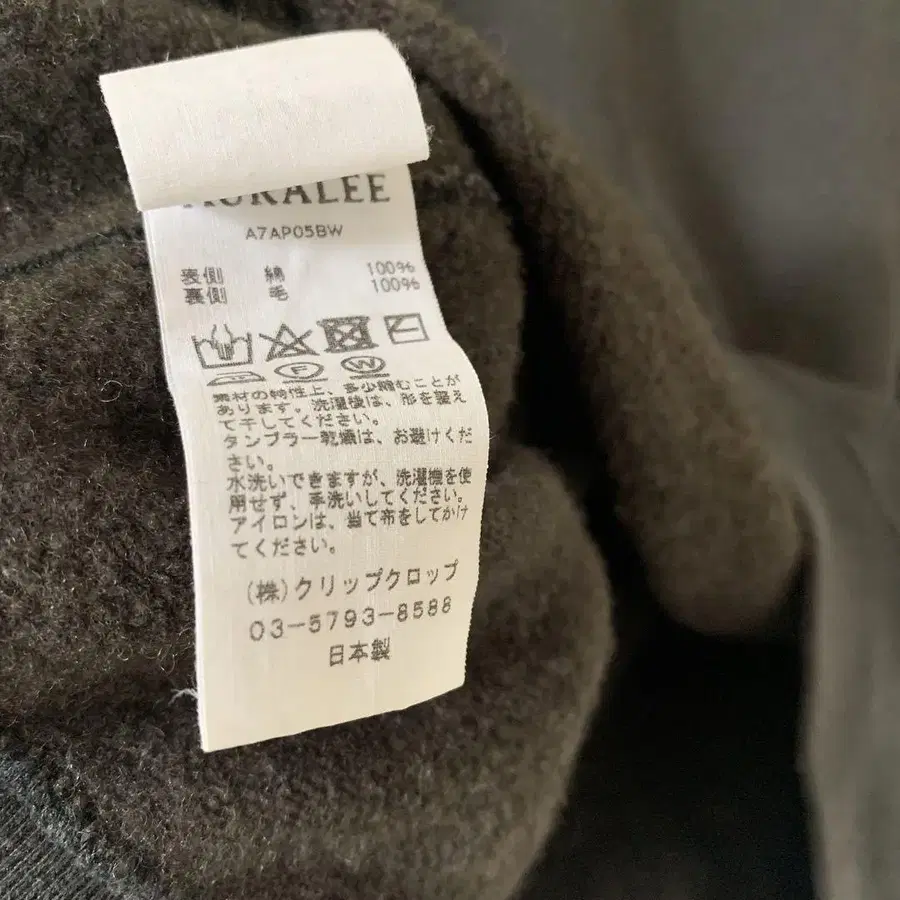 AURALEE
A7AP05BW
表側 綿 100%
裏側 毛 100%
F W
素材の特性上、多少縮むことが
あります。洗濯後は、形を整え
て干してください。
タンブラー乾燥は、お避けくだ
さい。
水洗いできますが、洗濯機を使
用せず、手洗いしてください。
アイロンは、当て布をしてかけ
てください。
(株)クリップクロップ
03-5793-8588
日本製